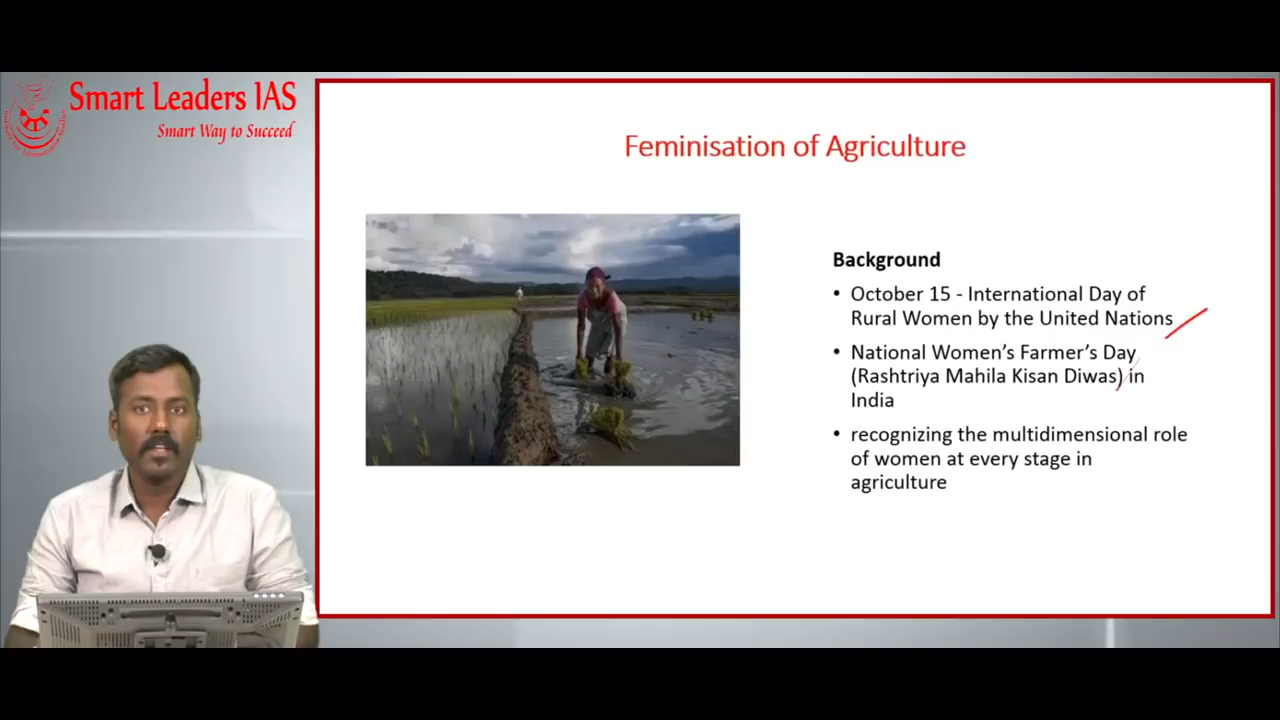 Smart Leaders IAS
Smart Way to Succeed
Feminisation of Agriculture
Background
• October 15 - International Day of
Rural Women by the United Nations
• National Women's Farmer's Day
(Rashtriya Mahila Kisan Diwas) in
India
• recognizing the multidimensional role
of women at every stage in
agriculture